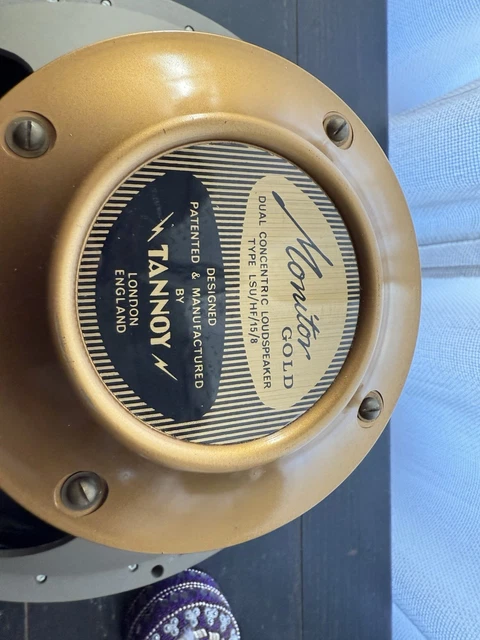 Monitor
GOLD
DUAL CONCENTRIC LOUDSPEAKER
TYPE LSU/HF/15/8
DESIGNED
PATENTED & MANUFACTURED
BY
TANNOY
LONDON
ENGLAND